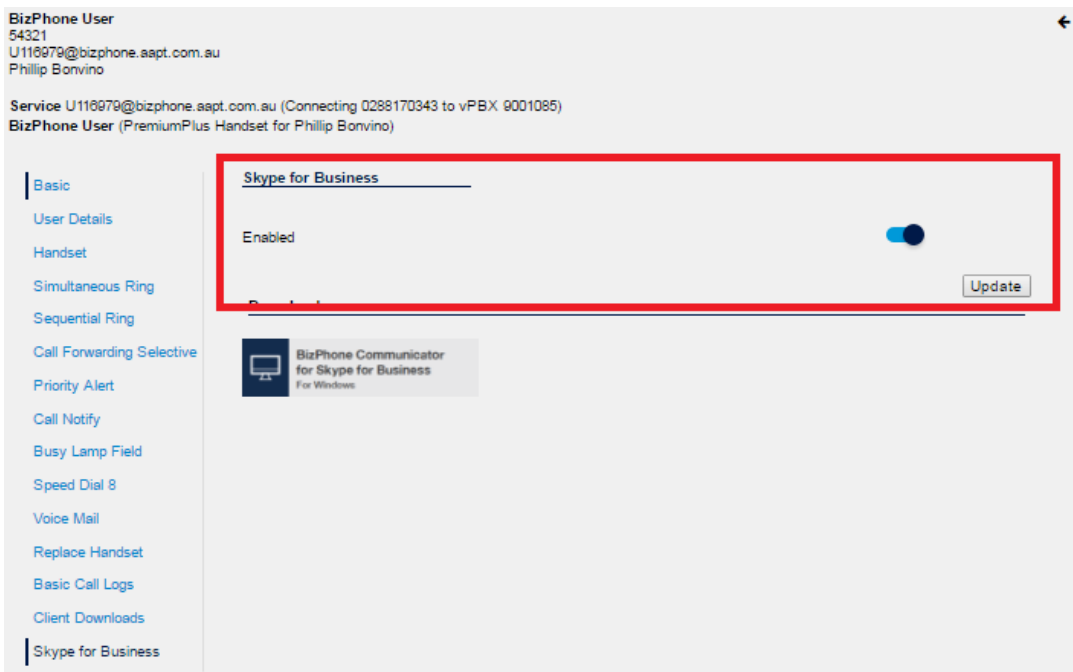 BizPhone User
54321
U116979@bizphone.aapt.com.au
Phillip Bonvino
Service U116979@bizphone.aapt.com.au (Connecting 0288170343 to vPBX 9001085)
BizPhone User (PremiumPlus Handset for Phillip Bonvino)
Basic
User Details
Handset
Simultaneous Ring
Sequential Ring
Call Forwarding Selective
Priority Alert
Call Notify
Busy Lamp Field
Speed Dial 8
Voice Mail
Replace Handset
Basic Call Logs
Client Downloads
Skype for Business
Skype for Business
Enabled
Update
BizPhone Communicator
for Skype for Business
For Windows